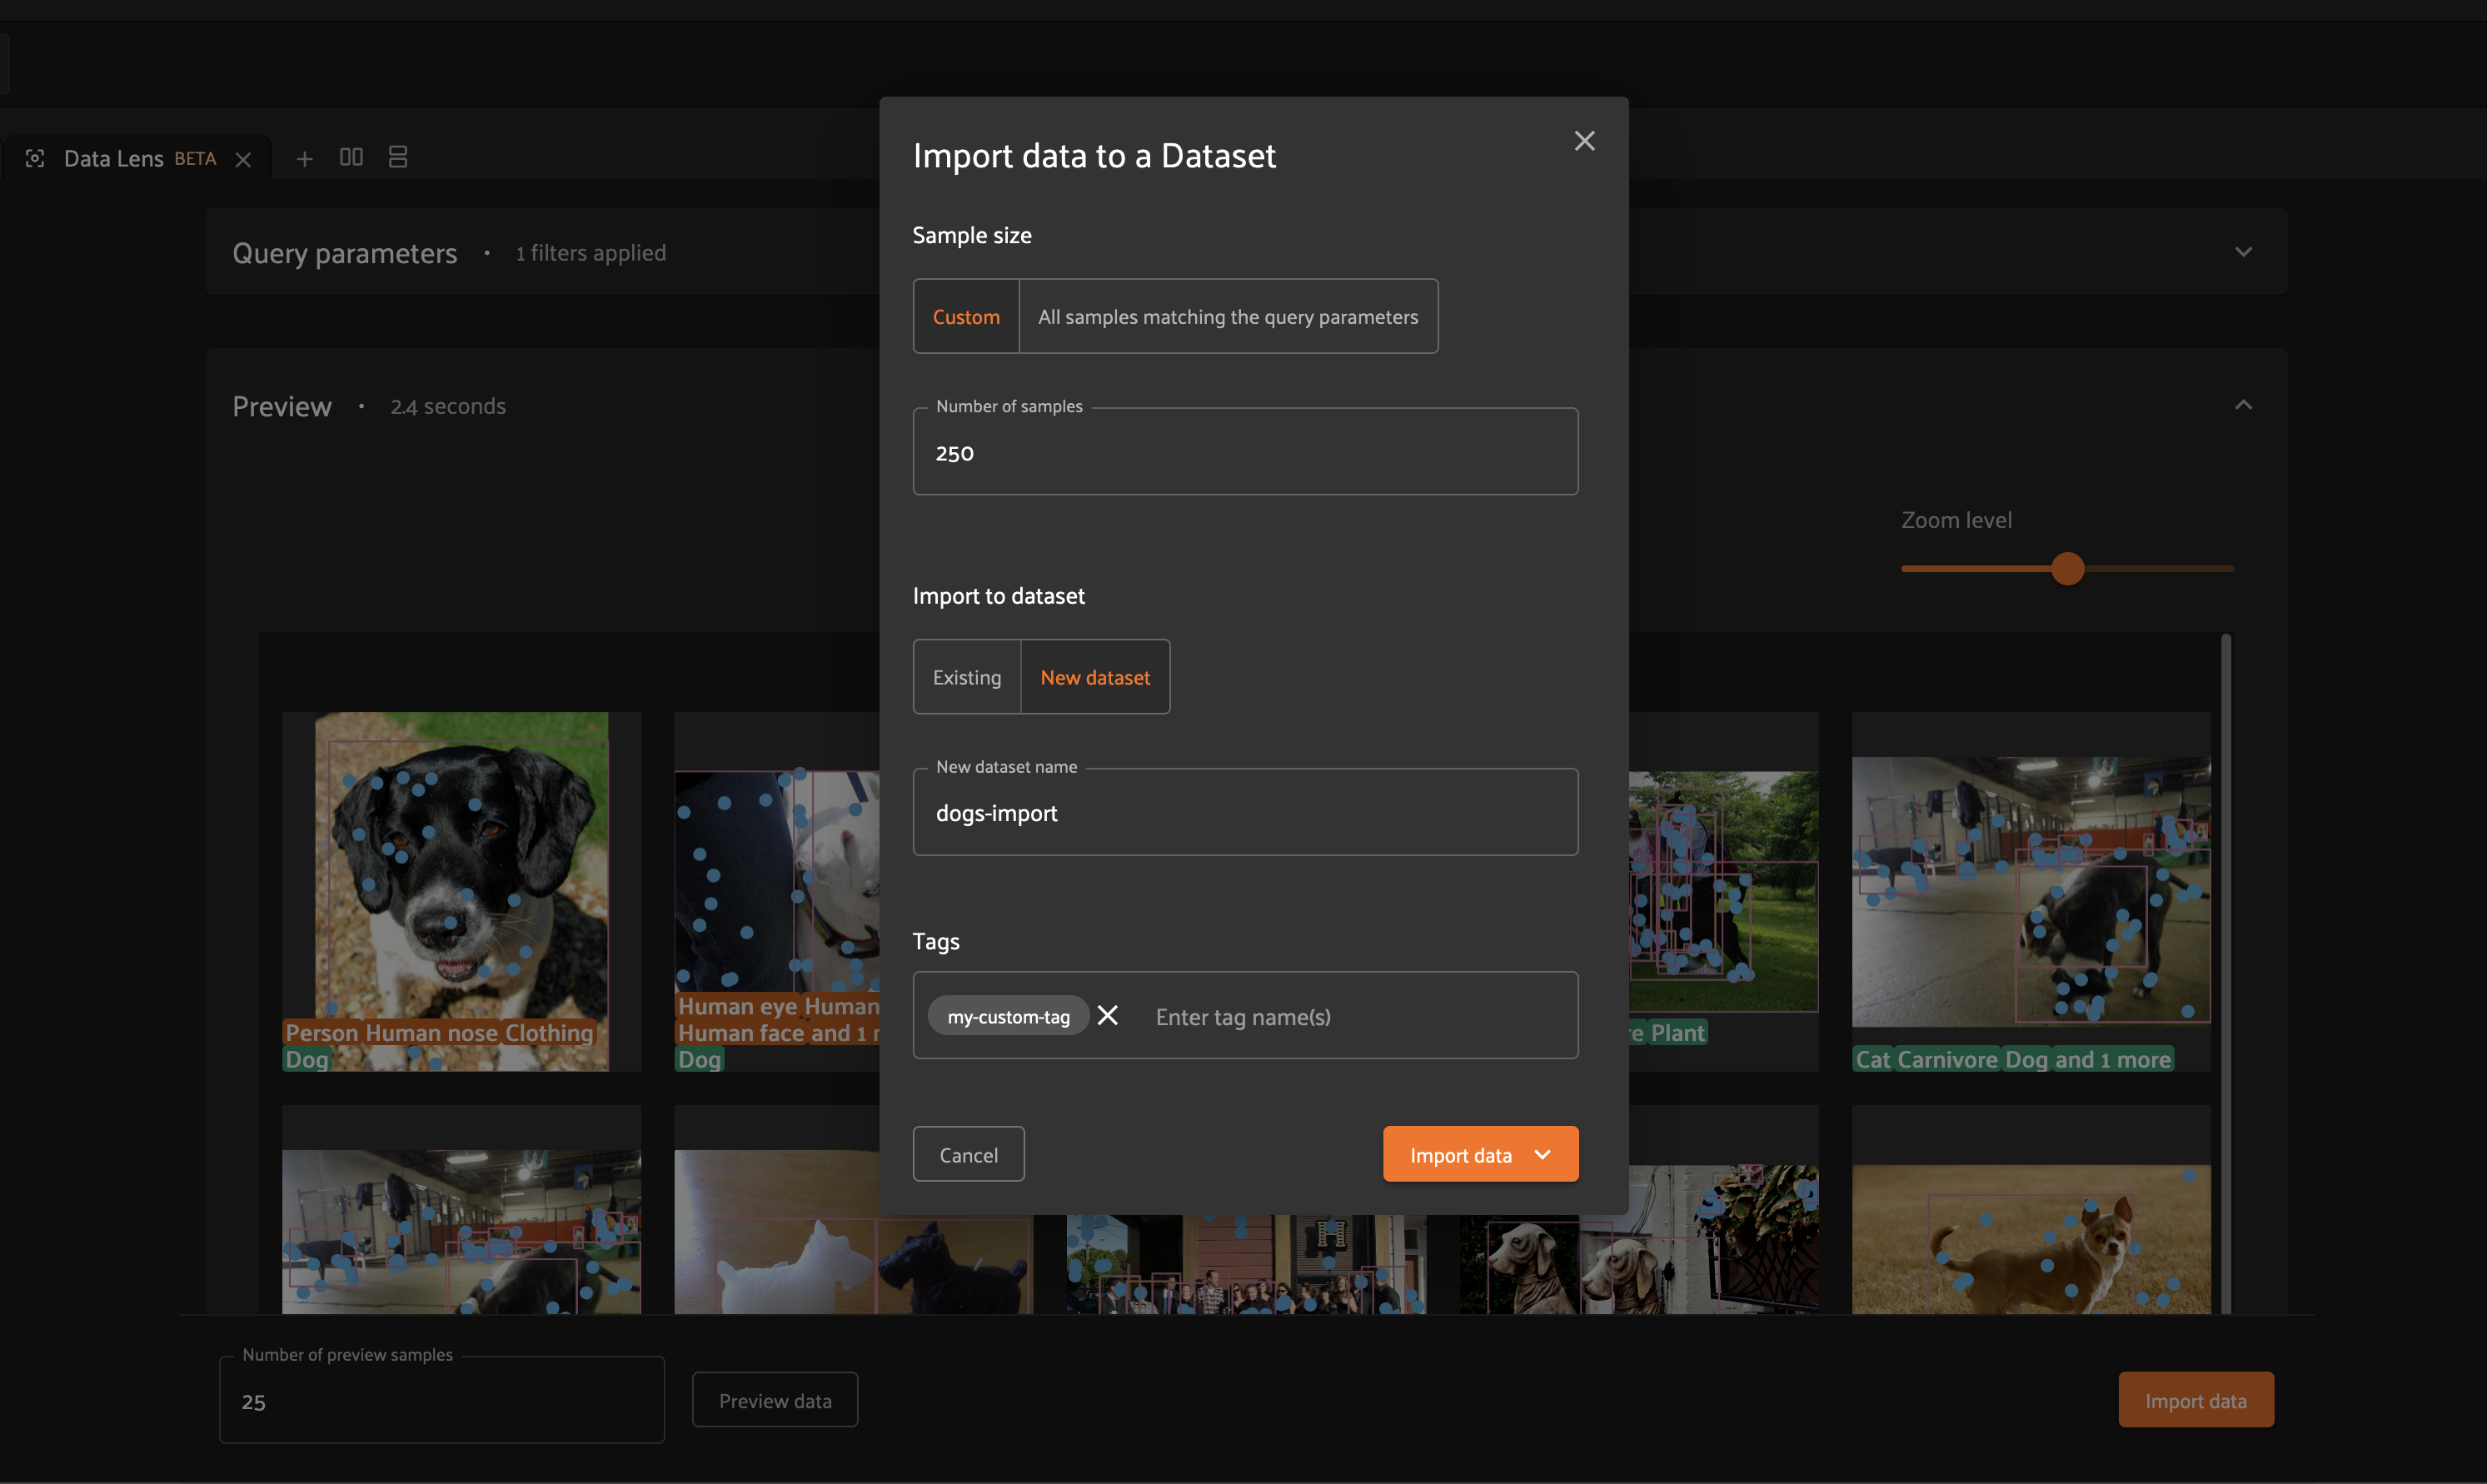 Data Lens BETA
Query parameters • 1 filters applied
Preview • 2.4 seconds
Zoom level
Import data to a Dataset
Sample size
Custom
All samples matching the query parameters
Number of samples
250
Import to dataset
Existing
New dataset
New dataset name
dogs-import
Tags
my-custom-tag
Enter tag name(s)
Cancel
Import data
Person Human nose Clothing
Dog
Human eye Human
Human face and 1
Dog
Plant
Cat Carnivore Dog and 1 more
Number of preview samples
25
Preview data
Import data